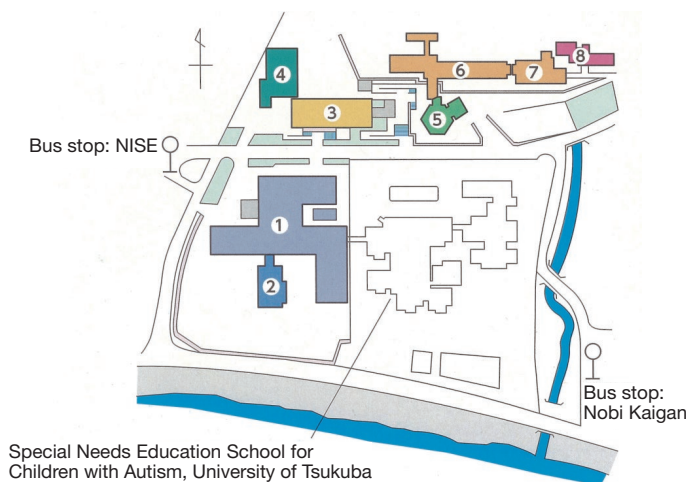 8
4
6
7
3
5
Bus stop: NISE
1
2
Bus stop:
Nobi Kaigan
Special Needs Education School for
Children with Autism, University of Tsukuba